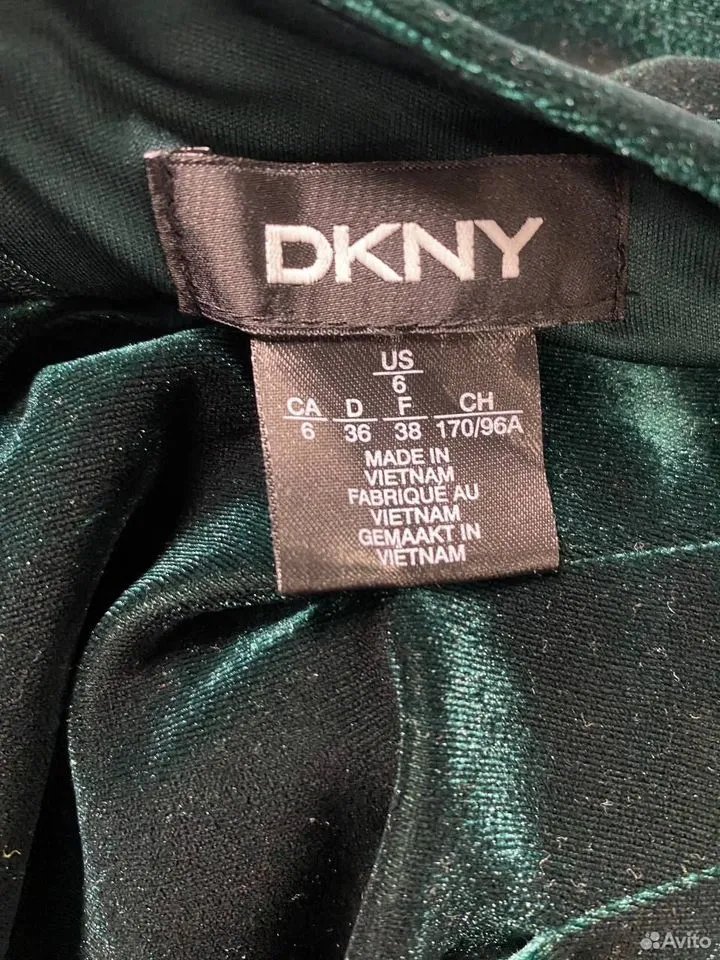 DKNY
US
6
CA D F CH
6 36 38 170/96A
MADE IN
VIETNAM
FABRIQUE AU
VIETNAM
GEMAAKT IN
VIETNAM
Avito